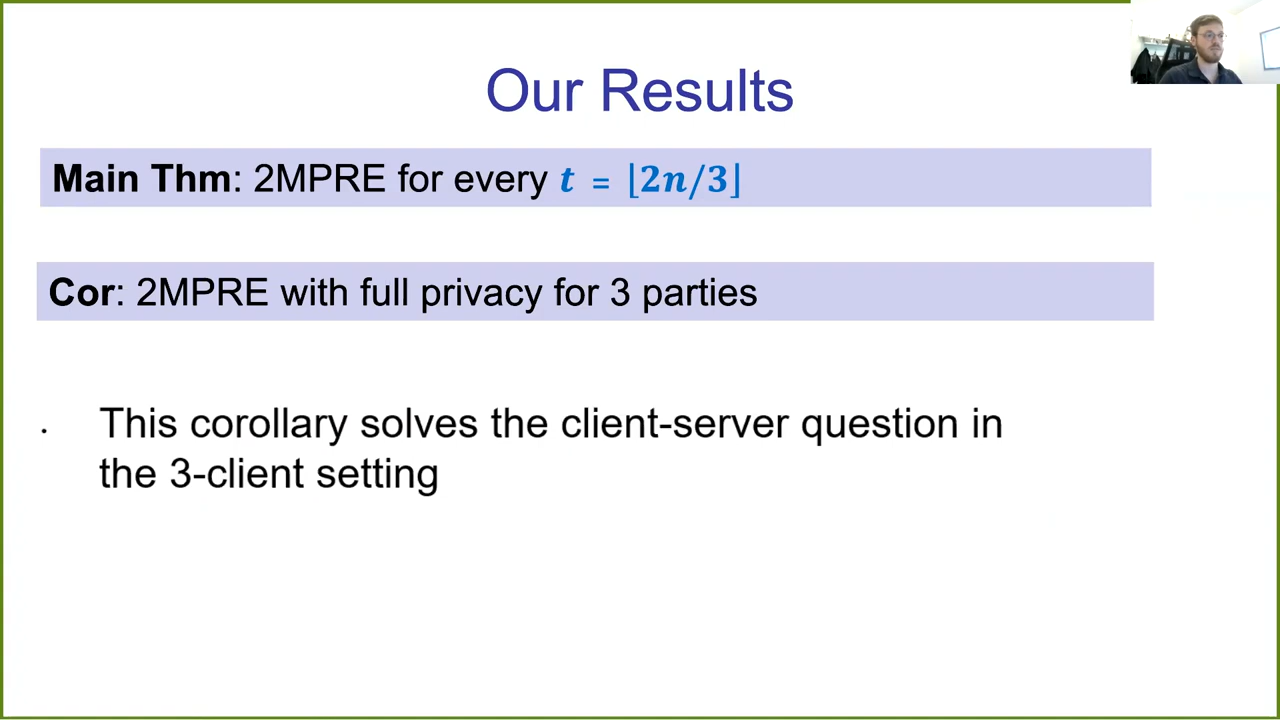 Our Results
Main Thm: 2MPRE for every t = ⌊2n/3⌋
Cor: 2MPRE with full privacy for 3 parties
• This corollary solves the client-server question in
the 3-client setting